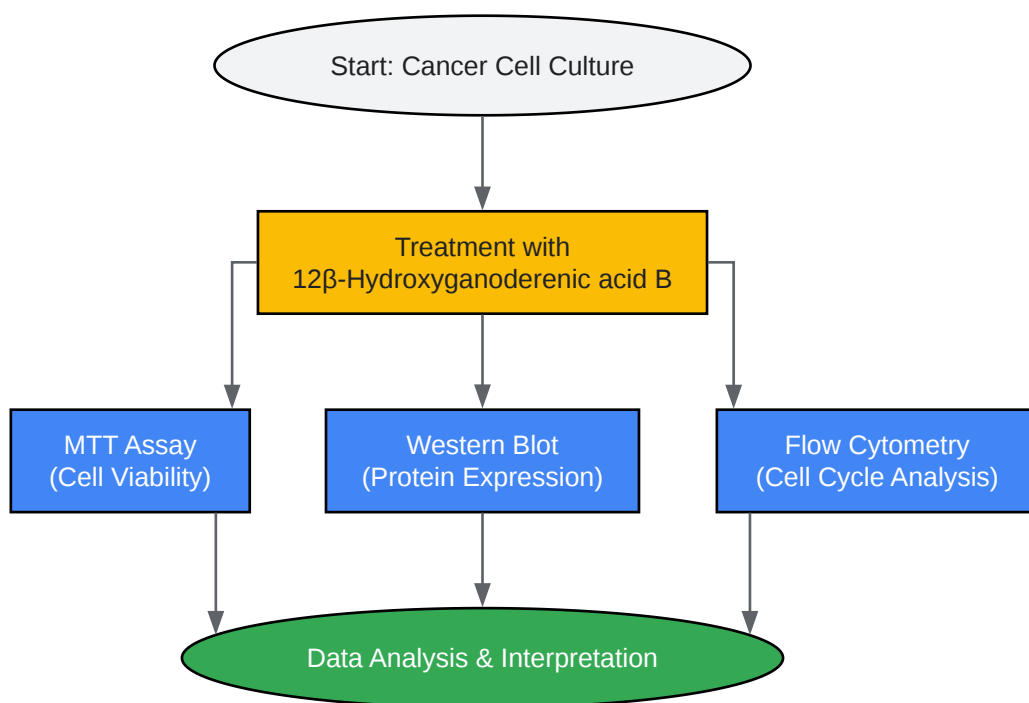 Start: Cancer Cell Culture
Treatment with
12β-Hydroxyganoderenic acid B
MTT Assay
(Cell Viability)
Western Blot
(Protein Expression)
Flow Cytometry
(Cell Cycle Analysis)
Data Analysis & Interpretation